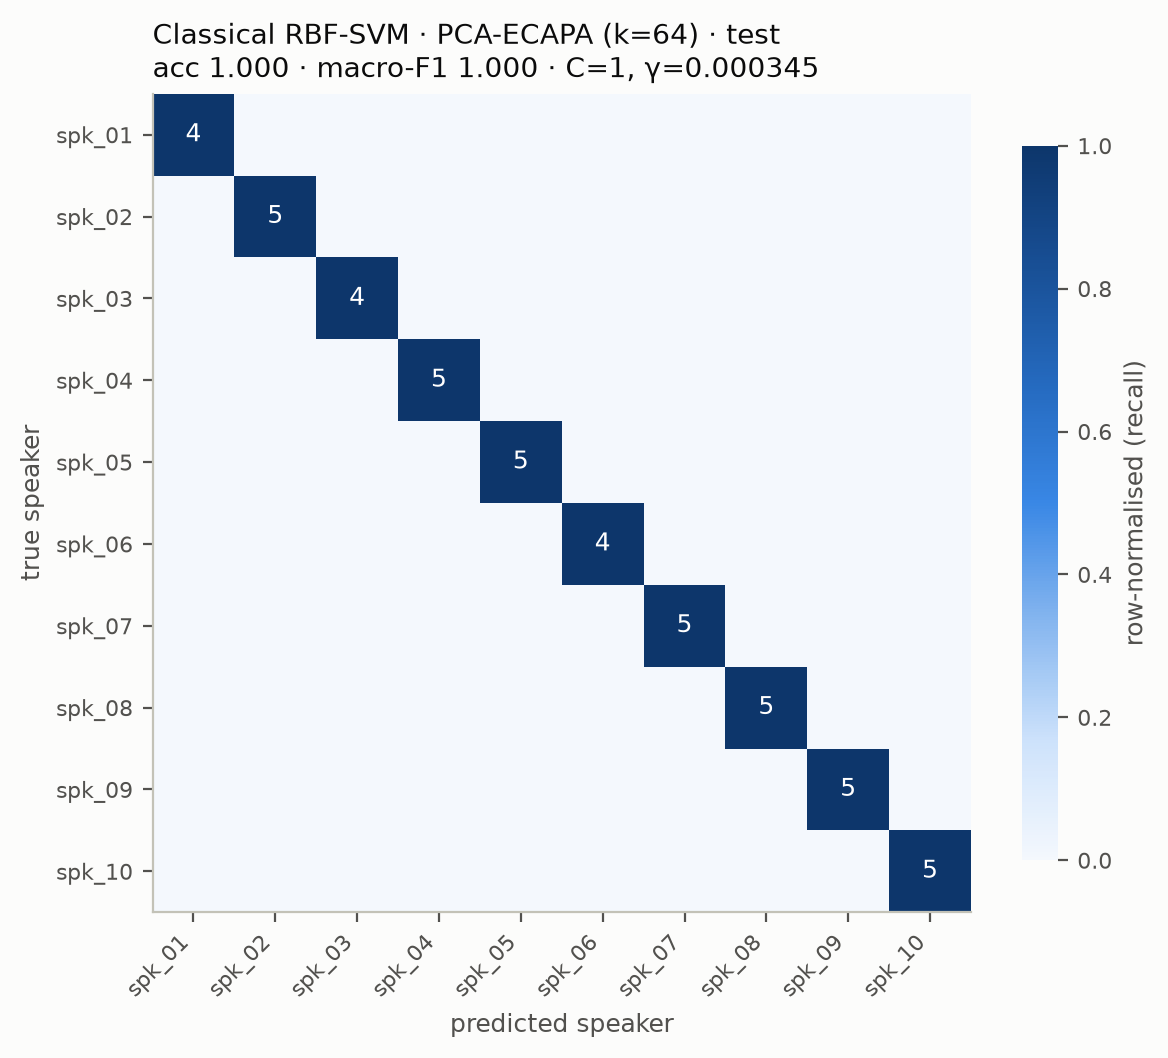 Classical RBF-SVM · PCA-ECAPA (k=64) · test
acc 1.000 · macro-F1 1.000 · C=1, γ=0.000345
true speaker
spk_01
4
spk_02
5
spk_03
4
spk_04
5
spk_05
5
spk_06
4
spk_07
5
spk_08
5
spk_09
5
spk_10
5
spk_01
spk_02
spk_03
spk_04
spk_05
spk_06
spk_07
spk_08
spk_09
spk_10
predicted speaker
1.0
0.8
0.6
0.4
0.2
0.0
row-normalised (recall)